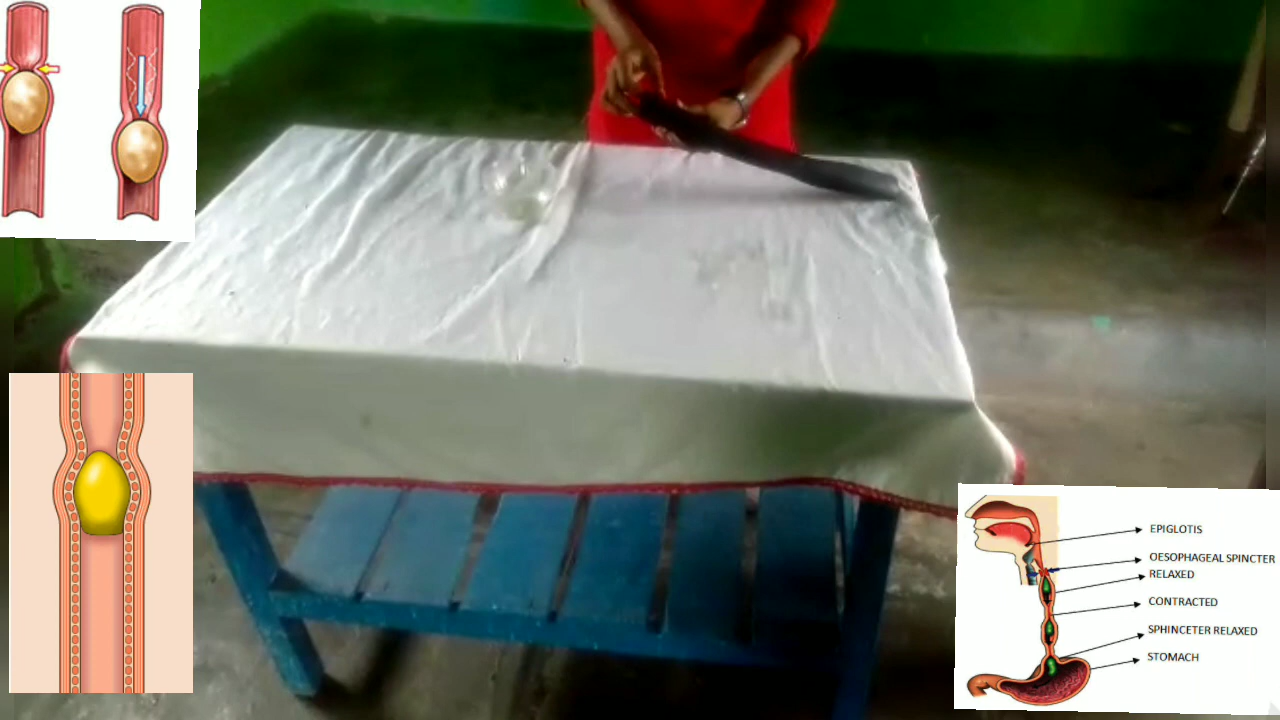 EPIGLOTIS
OESOPHAGEAL SPINCTER
RELAXED
CONTRACTED
SPHINCETER RELAXED
STOMACH